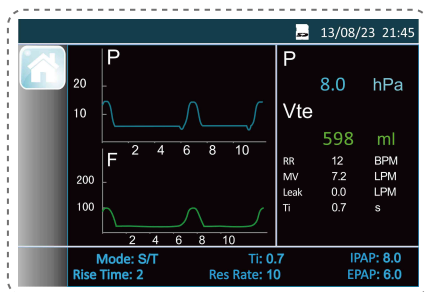 13/08/23 21:45
P
20
10
2 4 6 8 10
F
200
100
2 4 6 8 10
P
8.0 hPa
Vte
598 ml
RR 12 BPM
MV 7.2 LPM
Leak 0.0 LPM
Ti 0.7 s
Mode: S/T Ti: 0.7 IPAP: 8.0
Rise Time: 2 Res Rate: 10 EPAP: 6.0